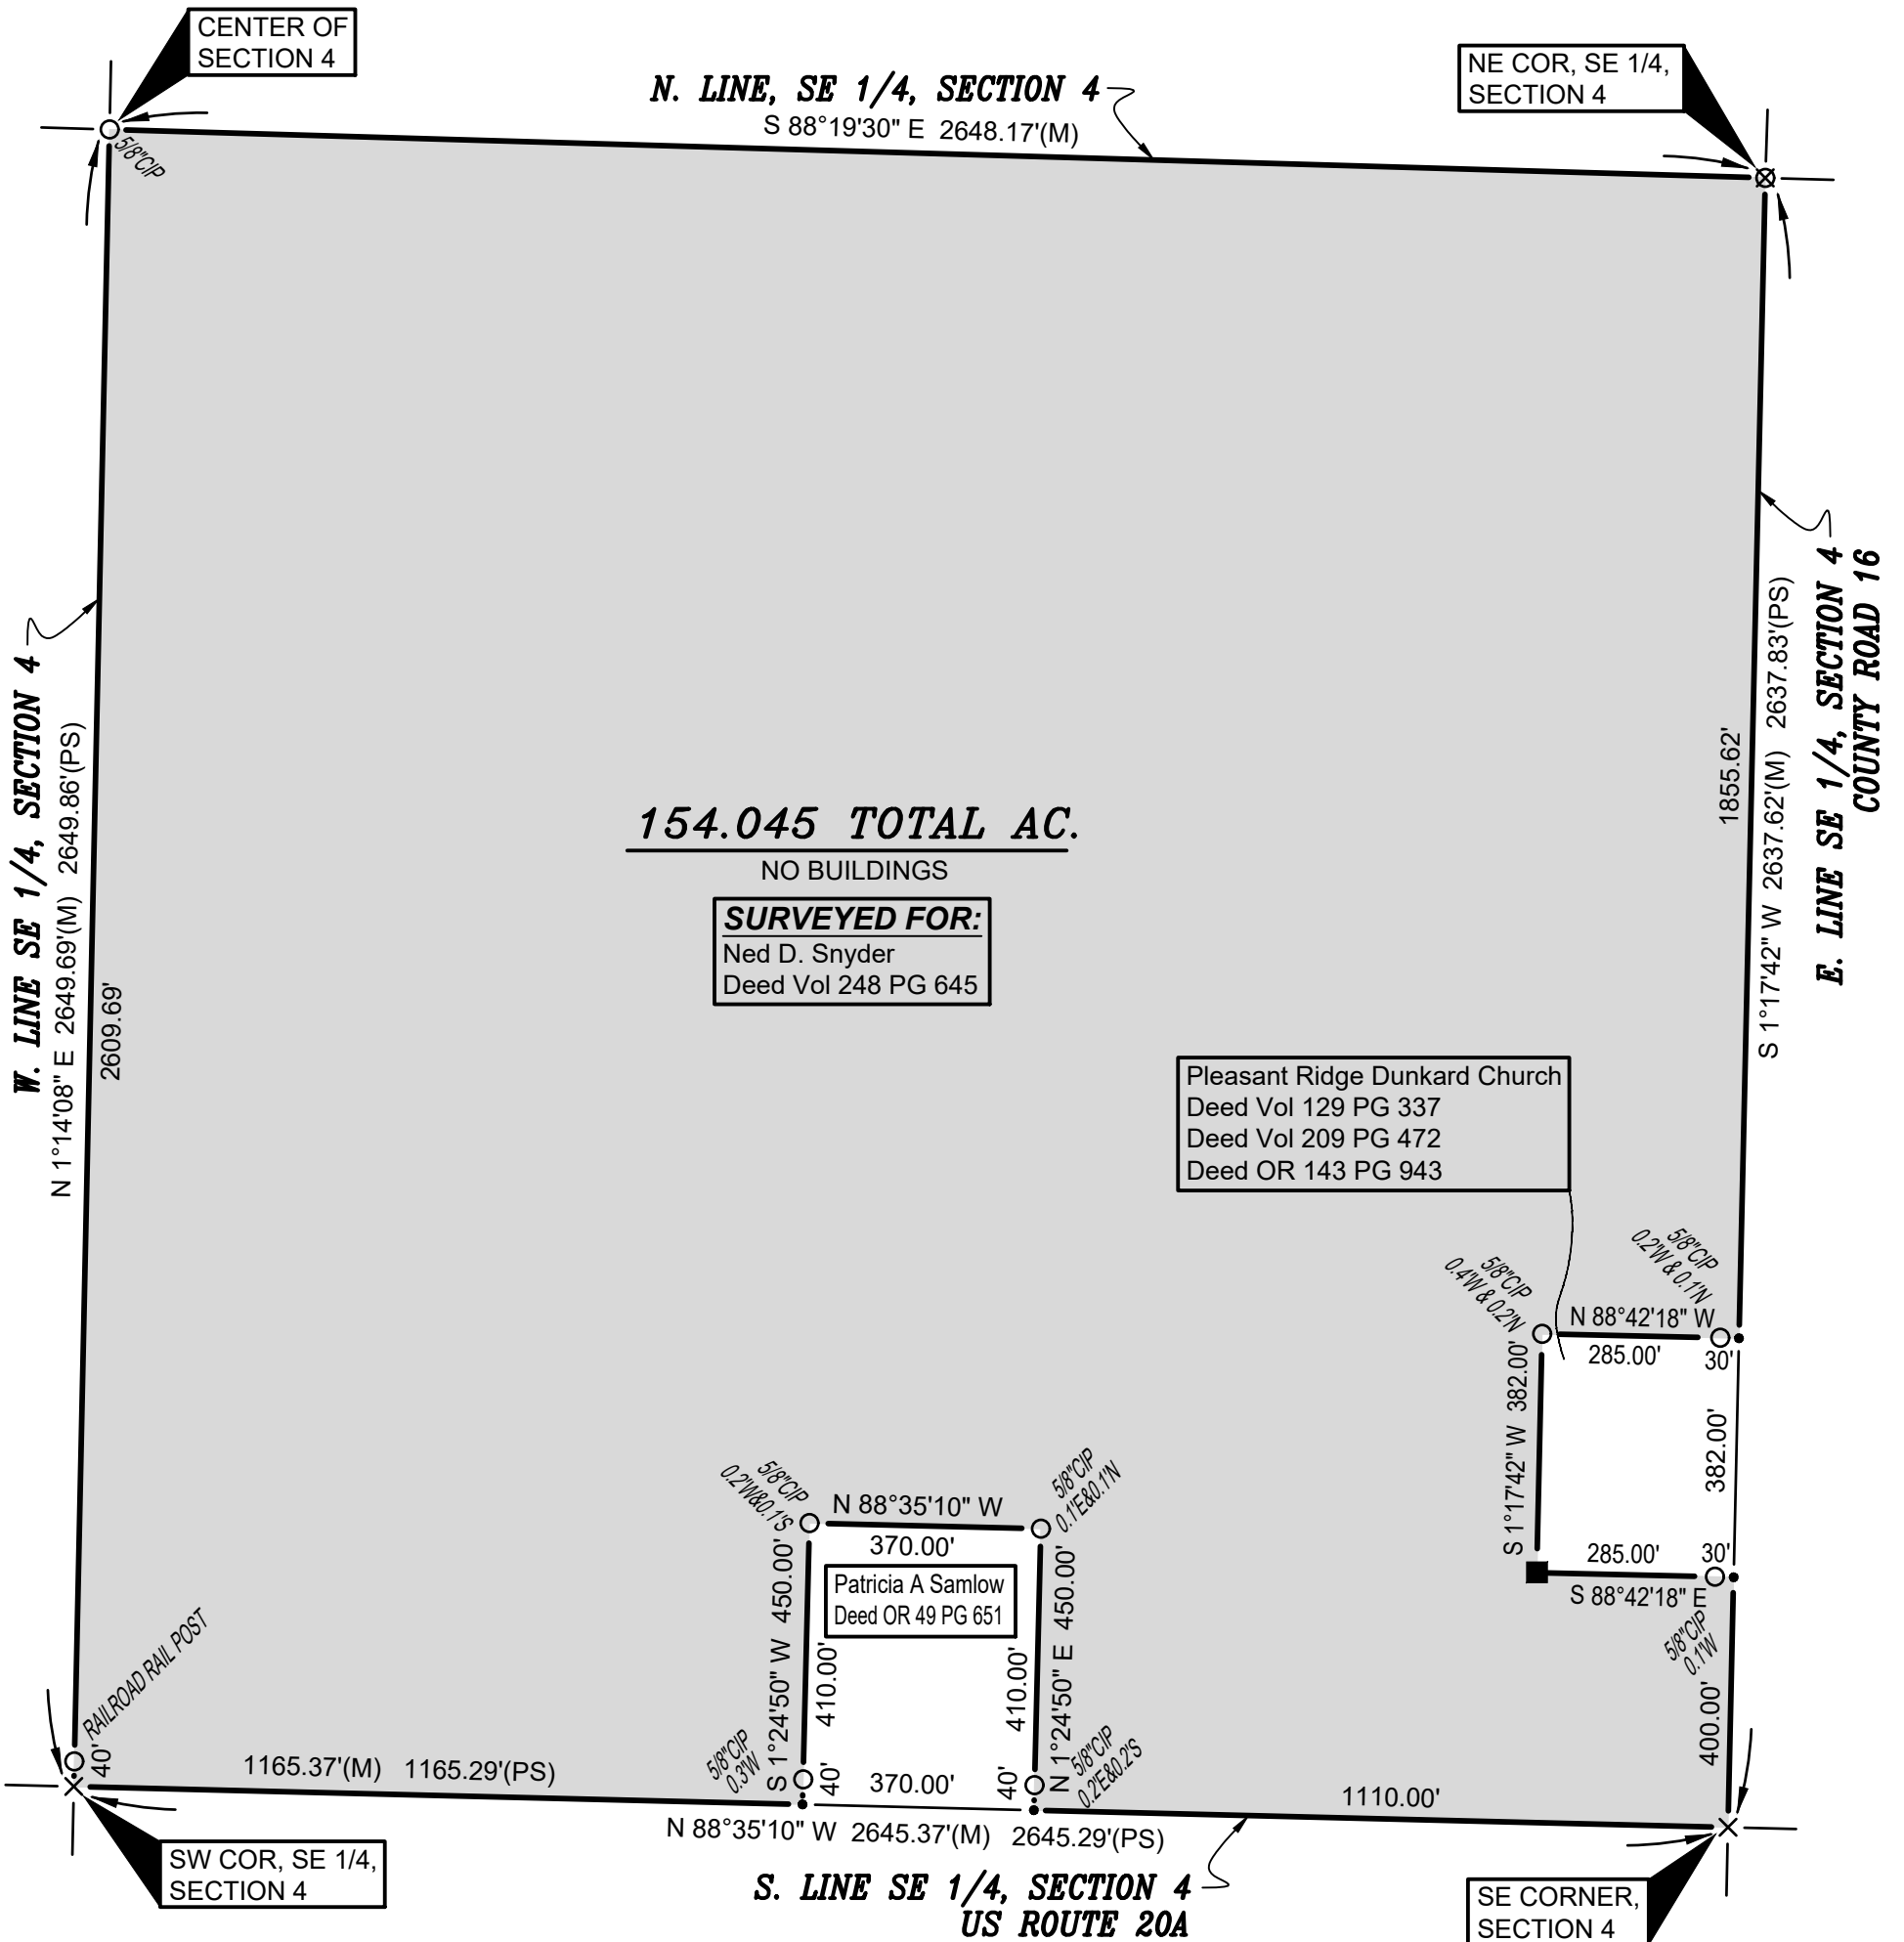 CENTER OF
SECTION 4
N. LINE, SE 1/4, SECTION 4
S 88°19'30" E 2648.17'(M)
NE COR, SE 1/4,
SECTION 4
5/8"CIP
W. LINE SE 1/4, SECTION 4
N 1°14'08" E 2649.69'(M) 2649.86'(PS)
2609.69'
E. LINE SE 1/4, SECTION 4
COUNTY ROAD 16
S 1°17'42" W 2637.62'(M) 2637.83'(PS)
1855.62'
154.045 TOTAL AC.
NO BUILDINGS
SURVEYED FOR:
Ned D. Snyder
Deed Vol 248 PG 645
Pleasant Ridge Dunkard Church
Deed Vol 129 PG 337
Deed Vol 209 PG 472
Deed OR 143 PG 943
5/8"CIP
0.4'W & 0.2'N
5/8"CIP
0.2'W & 0.1'N
N 88°42'18" W
285.00'
30'
S 1°17'42" W 382.00'
382.00'
285.00'
30'
S 88°42'18" E
5/8"CIP
0.1'W
400.00'
5/8"CIP
0.2'W&0.1'S
N 88°35'10" W
370.00'
5/8"CIP
0.1'E&0.1'N
Patricia A Samlow
Deed OR 49 PG 651
S 1°24'50" W 450.00'
410.00'
410.00'
N 1°24'50" E 450.00'
RAILROAD RAIL POST
40'
1165.37'(M) 1165.29'(PS)
5/8"CIP
0.3'W
40'
370.00'
40'
5/8"CIP
0.2'E&0.2'S
1110.00'
N 88°35'10" W 2645.37'(M) 2645.29'(PS)
SW COR, SE 1/4,
SECTION 4
S. LINE SE 1/4, SECTION 4
US ROUTE 20A
SE CORNER,
SECTION 4